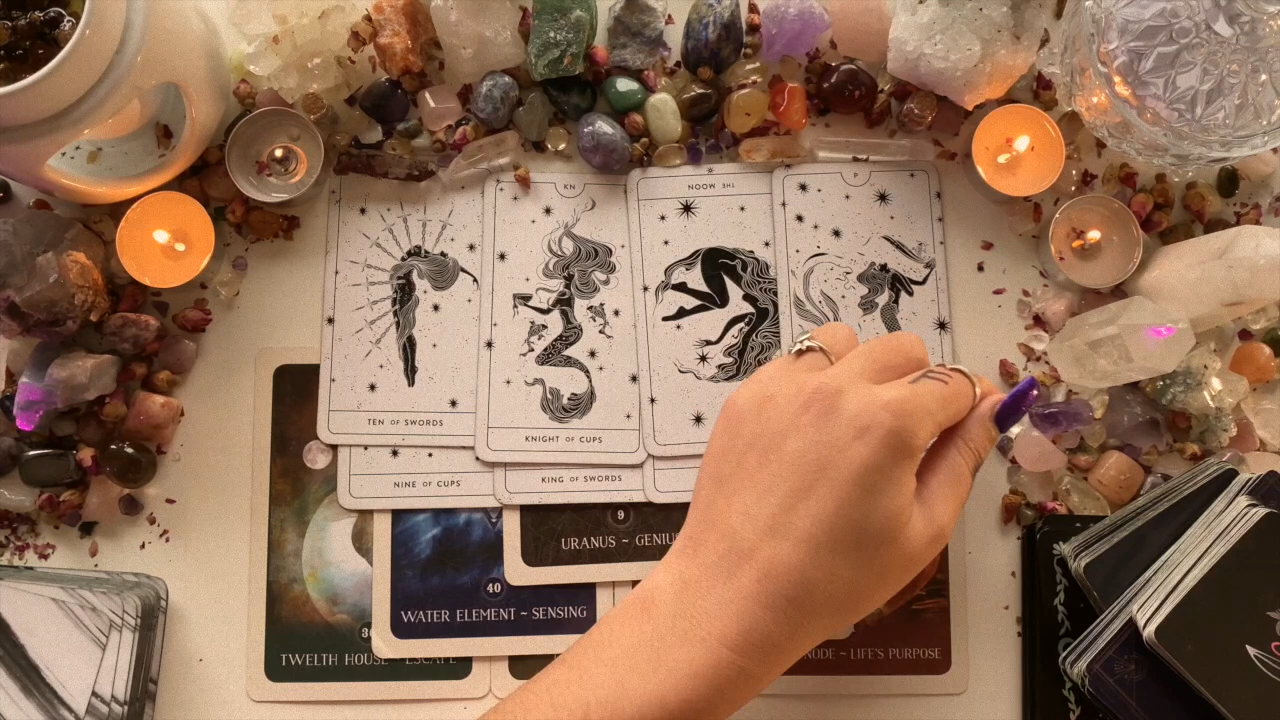 KN
THE MOON
P
TEN OF SWORDS
KNIGHT OF CUPS
NINE OF CUPS
KING OF SWORDS
9
URANUS ~ GENIUS
40
WATER ELEMENT ~ SENSING
TWELTH HOUSE ~ ESCAPE
NODE ~ LIFE'S PURPOSE